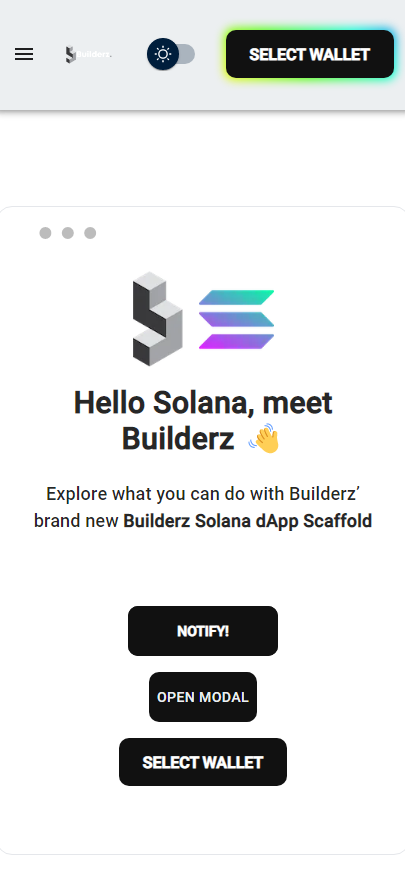 Builderz
SELECT WALLET
Hello Solana, meet
Builderz 👋
Explore what you can do with Builderz’
brand new Builderz Solana dApp Scaffold
NOTIFY!
OPEN MODAL
SELECT WALLET